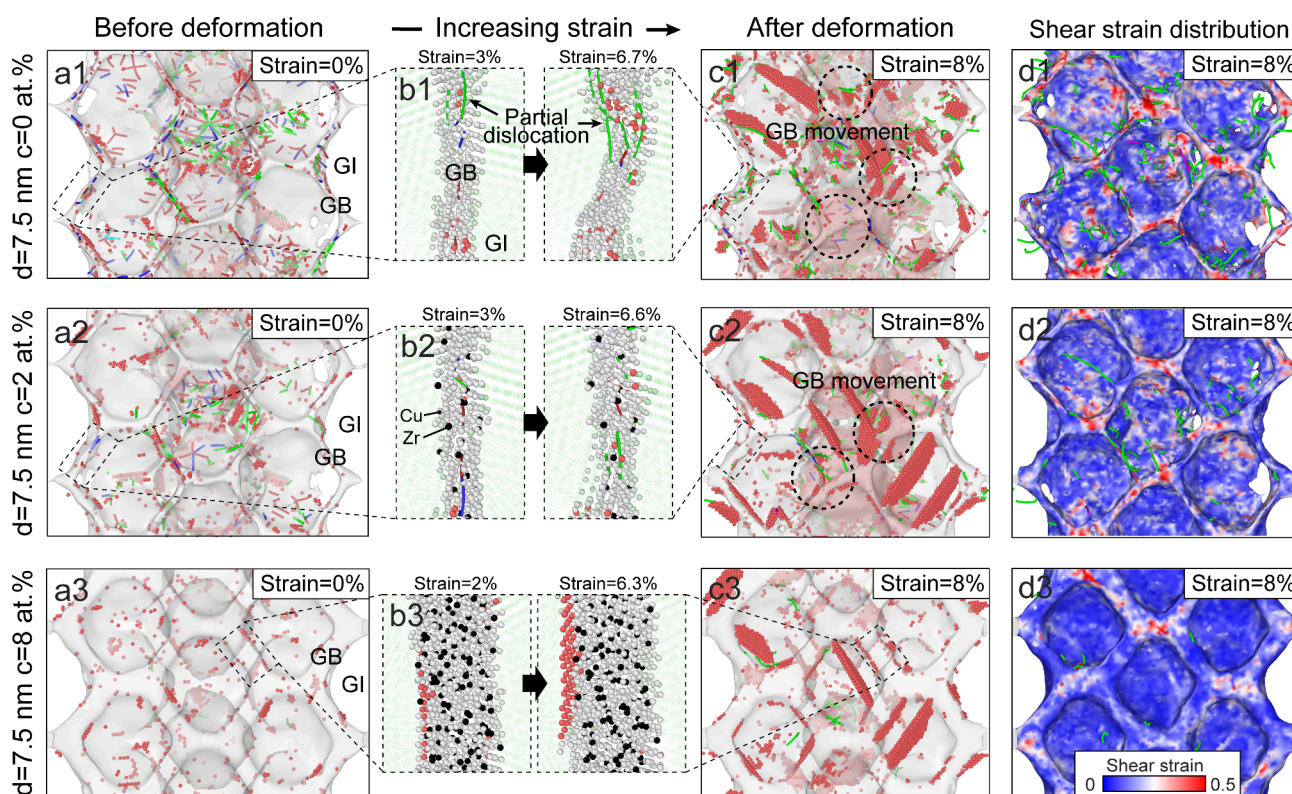 Before deformation
Increasing strain
After deformation
Shear strain distribution
d=7.5 nm c=0 at.%
a1
Strain=0%
GI
GB
Strain=3%
Strain=6.7%
b1
Partial
dislocation
GB
GI
c1
Strain=8%
GB movement
d1
Strain=8%
d=7.5 nm c=2 at.%
a2
Strain=0%
GI
GB
Strain=3%
Strain=6.6%
b2
Cu
Zr
c2
Strain=8%
GB movement
d2
Strain=8%
d=7.5 nm c=8 at.%
a3
Strain=0%
GB
GI
Strain=2%
Strain=6.3%
b3
c3
Strain=8%
d3
Strain=8%
Shear strain
0 0.5